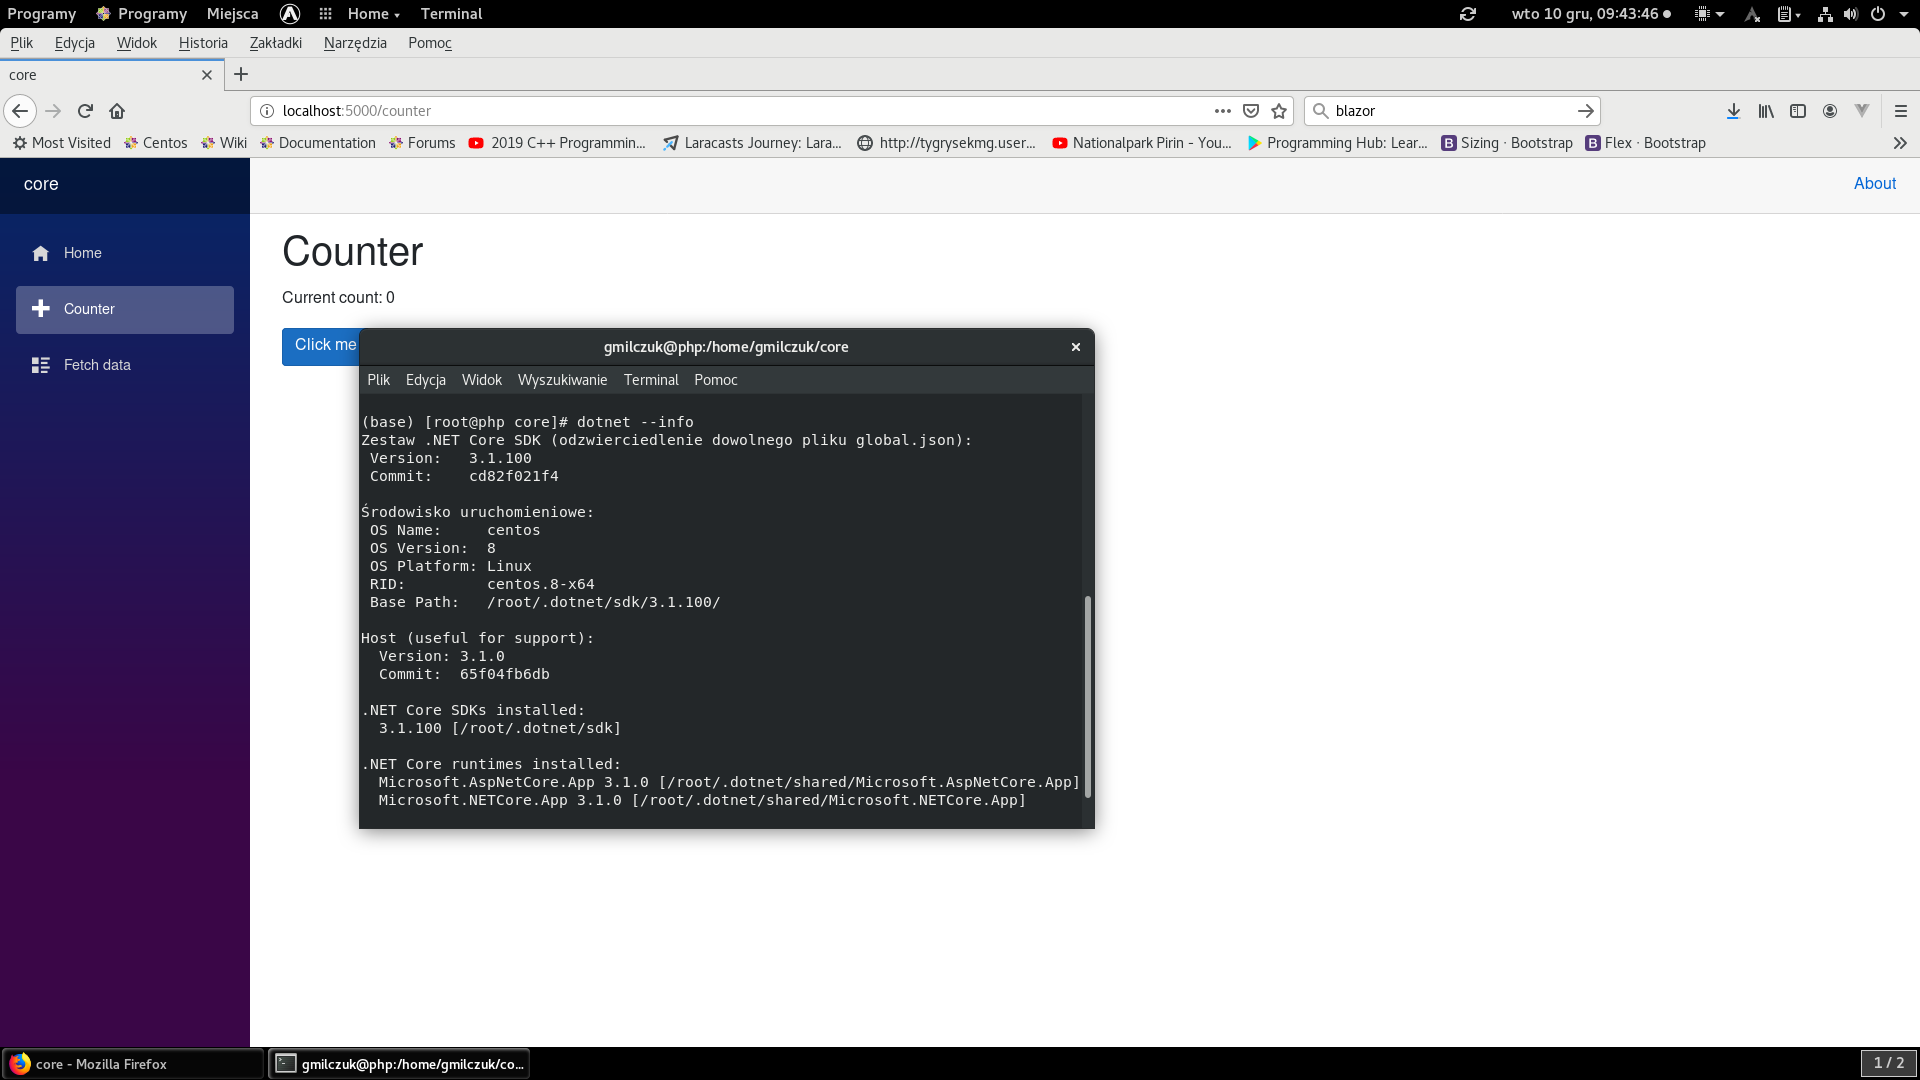 Programy Programy Miejsca Home Terminal wto 10 gru, 09:43:46
Plik Edycja Widok Historia Zakładki Narzędzia Pomoc
core
localhost:5000/counter blazor
Most Visited Centos Wiki Documentation Forums 2019 C++ Programmin... Laracasts Journey: Lara... http://tygrysekmg.user... Nationalpark Pirin - You... Programming Hub: Lear... Sizing · Bootstrap Flex · Bootstrap
core About
Home
Counter
Fetch data
Counter
Current count: 0
Click me
gmilczuk@php:/home/gmilczuk/core
Plik Edycja Widok Wyszukiwanie Terminal Pomoc
(base) [root@php core]# dotnet --info
Zestaw .NET Core SDK (odzwierciedlenie dowolnego pliku global.json):
Version: 3.1.100
Commit: cd82f021f4
Środowisko uruchomieniowe:
OS Name: centos
OS Version: 8
OS Platform: Linux
RID: centos.8-x64
Base Path: /root/.dotnet/sdk/3.1.100/
Host (useful for support):
Version: 3.1.0
Commit: 65f04fb6db
.NET Core SDKs installed:
3.1.100 [/root/.dotnet/sdk]
.NET Core runtimes installed:
Microsoft.AspNetCore.App 3.1.0 [/root/.dotnet/shared/Microsoft.AspNetCore.App]
Microsoft.NETCore.App 3.1.0 [/root/.dotnet/shared/Microsoft.NETCore.App]
core - Mozilla Firefox gmilczuk@php:/home/gmilczuk/co... 1 / 2